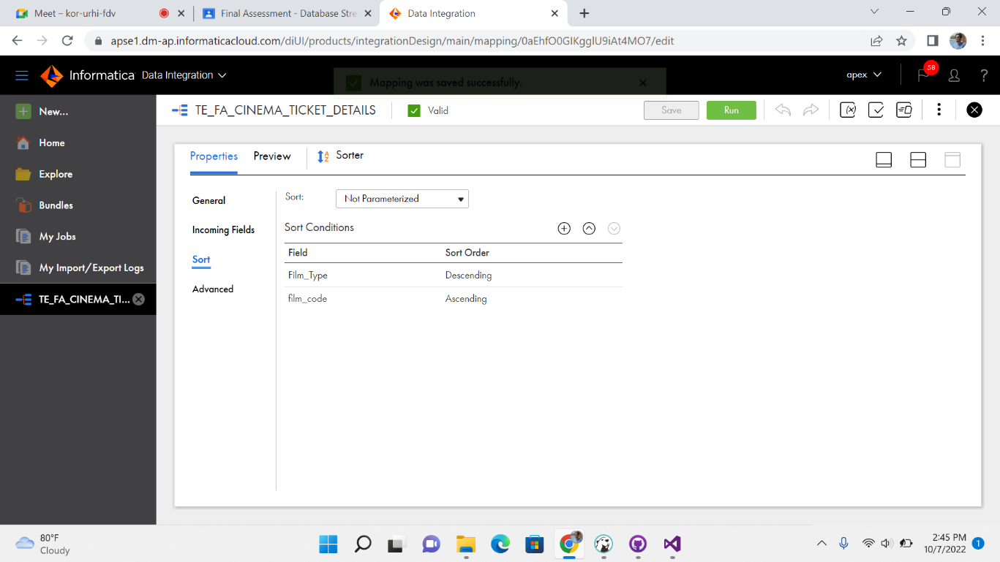 Meet – kor-urhi-fdv
Final Assessment - Database Stre
Data Integration
apse1.dm-ap.informaticacloud.com/diUI/products/integrationDesign/main/mapping/0aEhfO0GIKgglU9iAt4MO7/edit
Informatica Data Integration
Mapping was saved successfully.
apex
58
?
New...
Home
Explore
Bundles
My Jobs
My Import/Export Logs
TE_FA_CINEMA_TI...
TE_FA_CINEMA_TICKET_DETAILS
Valid
Save
Run
Properties
Preview
Sorter
General
Incoming Fields
Sort
Advanced
Sort:
Not Parameterized
Sort Conditions
Field Sort Order
Film_Type Descending
film_code Ascending
80°F
Cloudy
2:45 PM
10/7/2022
1